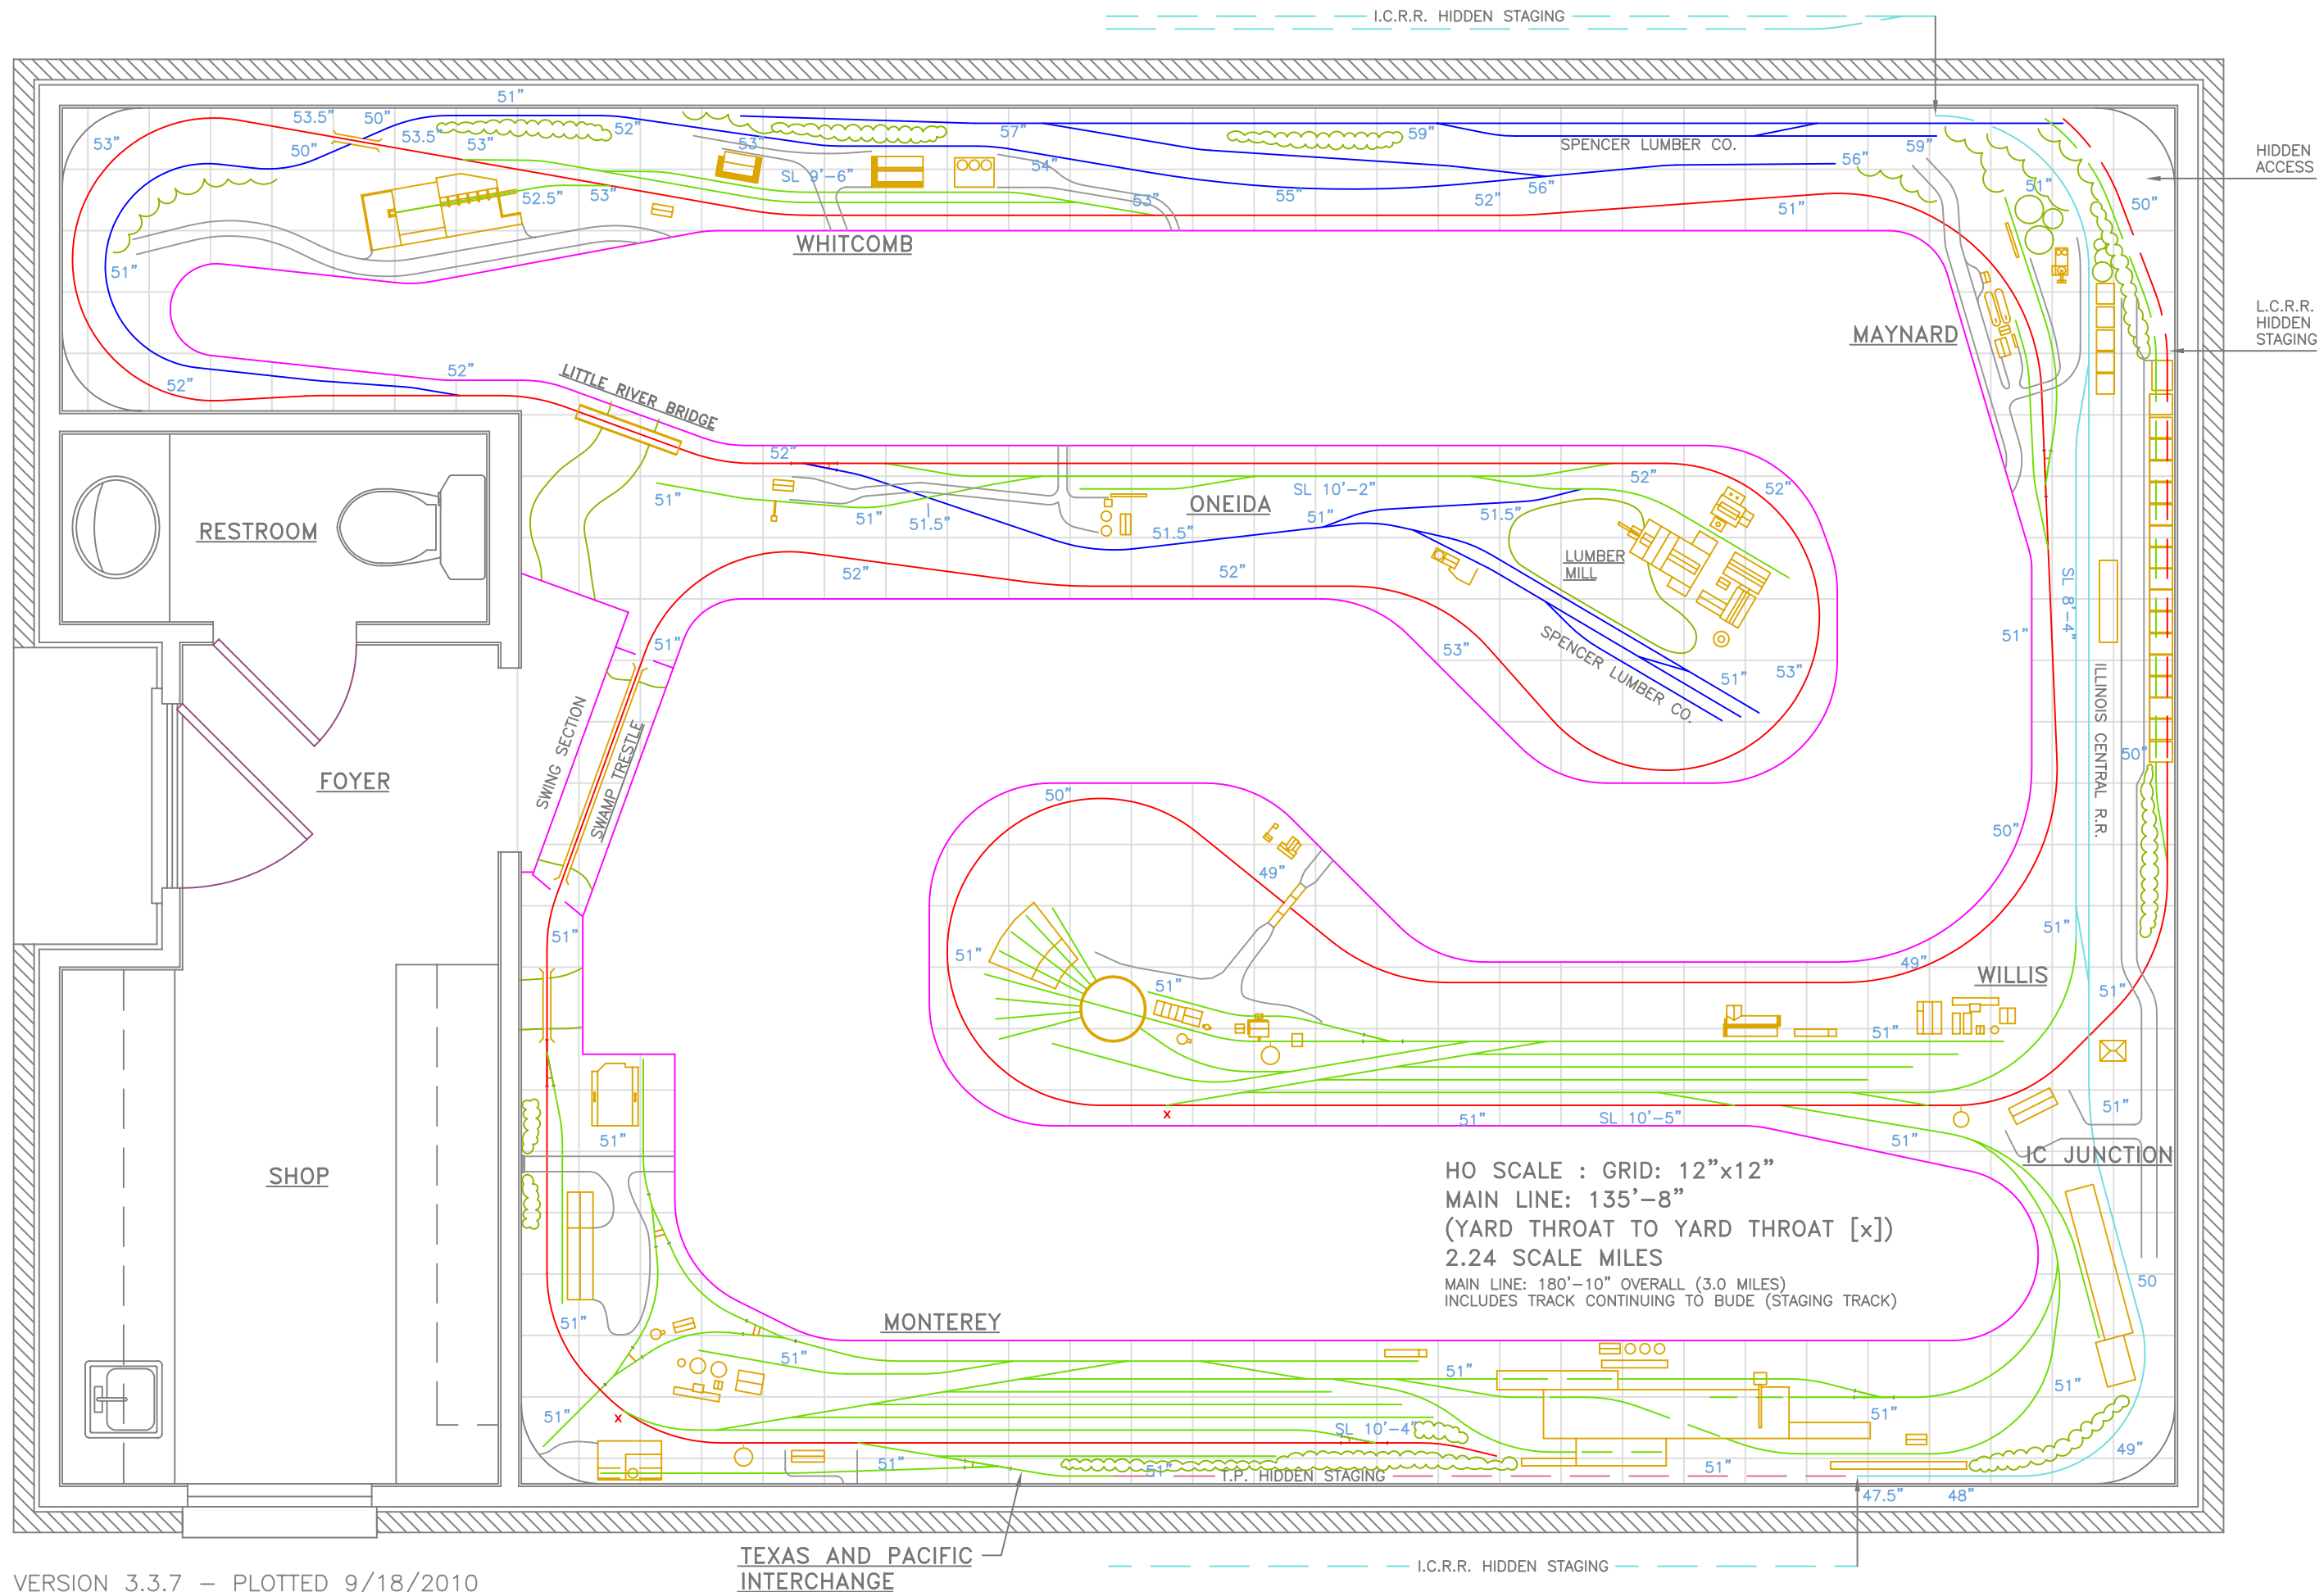 I.C.R.R. HIDDEN STAGING
51”
53.5” 50” 53.5” 52” 53” 57” 59” 59”
SPENCER LUMBER CO.
HIDDEN
ACCESS
53” 50” 53” 54” 56”
SL 9’-6”
52.5” 53” 53” 55” 56” 52” 51” 51” 50”
WHITCOMB
51”
L.C.R.R.
HIDDEN
STAGING
MAYNARD
52” 52”
LITTLE RIVER BRIDGE
52” 52” 52”
SL 10’-2”
51” 51” 51.5” 51” 51.5”
ONEIDA
51.5”
RESTROOM
LUMBER
MILL
52” 52”
SL 8’-4”
51” 53” 53” 51” 51”
SPENCER LUMBER CO.
ILLINOIS CENTRAL R.R.
SWING SECTION
SWAMP TRESTLE
FOYER
50” 50” 50”
49”
51” 51” 51” 49”
WILLIS
51” 51” 51”
51” 51” SL 10’-5” 51” 51”
IC JUNCTION
SHOP
HO SCALE : GRID: 12”x12”
MAIN LINE: 135’-8”
(YARD THROAT TO YARD THROAT [x])
2.24 SCALE MILES
MAIN LINE: 180’-10” OVERALL (3.0 MILES)
INCLUDES TRACK CONTINUING TO BUDE (STAGING TRACK)
50
MONTEREY
51” 51” 51” 51”
51” x SL 10’-4” 51” 49”
51” 51” 51”
T.P. HIDDEN STAGING
47.5” 48”
TEXAS AND PACIFIC
INTERCHANGE
I.C.R.R. HIDDEN STAGING
VERSION 3.3.7 – PLOTTED 9/18/2010